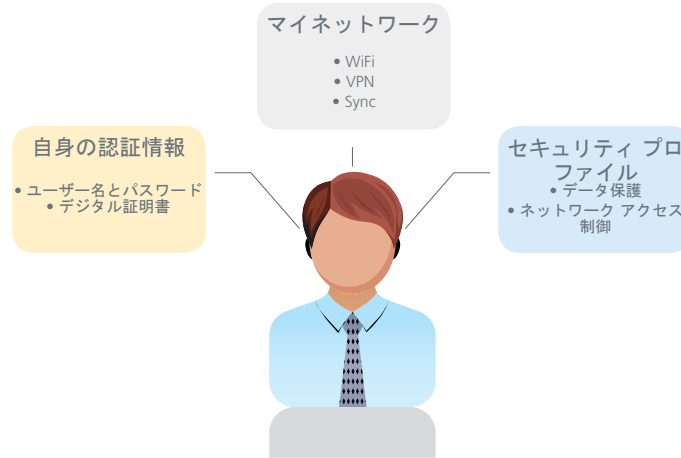 マイネットワーク
• WiFi
• VPN
• Sync
自身の認証情報
• ユーザー名とパスワード
• デジタル証明書
セキュリティ プロ
ファイル
• データ保護
• ネットワーク アクセス
制御